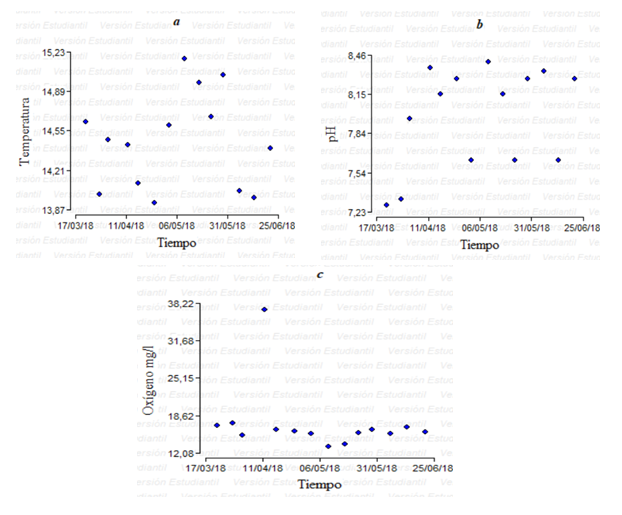 a
Temperatura
15,23
14,89
14,55
14,21
13,87
17/03/18 11/04/18 06/05/18 31/05/18 25/06/18
Tiempo
b
pH
8,46
8,15
7,84
7,54
7,23
17/03/18 11/04/18 06/05/18 31/05/18 25/06/18
Tiempo
c
Oxígeno mg/l
38,22
31,68
25,15
18,62
12,08
17/03/18 11/04/18 06/05/18 31/05/18 25/06/18
Tiempo
Versión Estudiantil